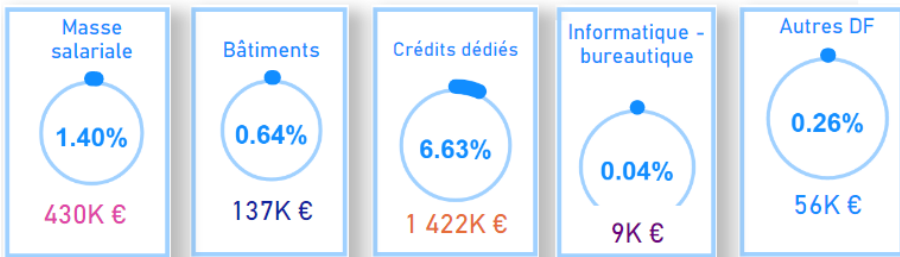 Masse
salariale
1.40%
430K €
Bâtiments
0.64%
137K €
Crédits dédiés
6.63%
1 422K €
Informatique -
bureautique
0.04%
9K €
Autres DF
0.26%
56K €